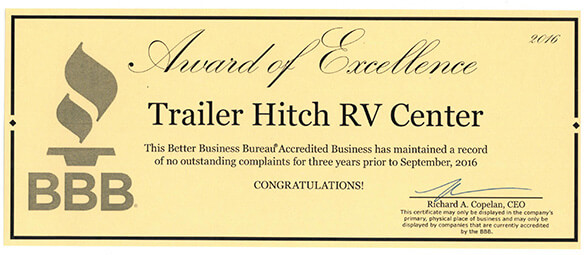 Award of Excellence
2016
Trailer Hitch RV Center
This Better Business Bureau® Accredited Business has maintained a record
of no outstanding complaints for three years prior to September, 2016
CONGRATULATIONS!
BBB®
Richard A. Copelan, CEO
This certificate may only be displayed in the company's
primary, physical place of business and may only be
displayed by companies that are currently accredited
by the BBB.